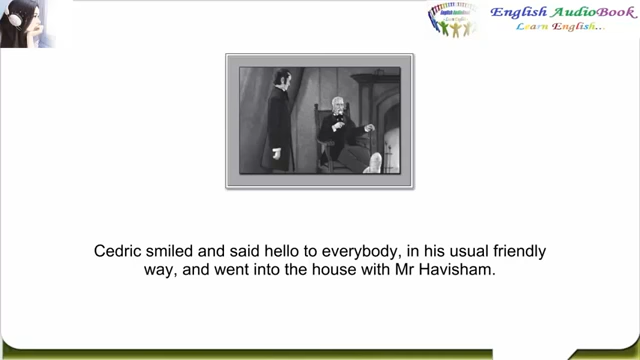 English AudioBook
Learn English...
Cedric smiled and said hello to everybody, in his usual friendly
way, and went into the house with Mr Havisham.